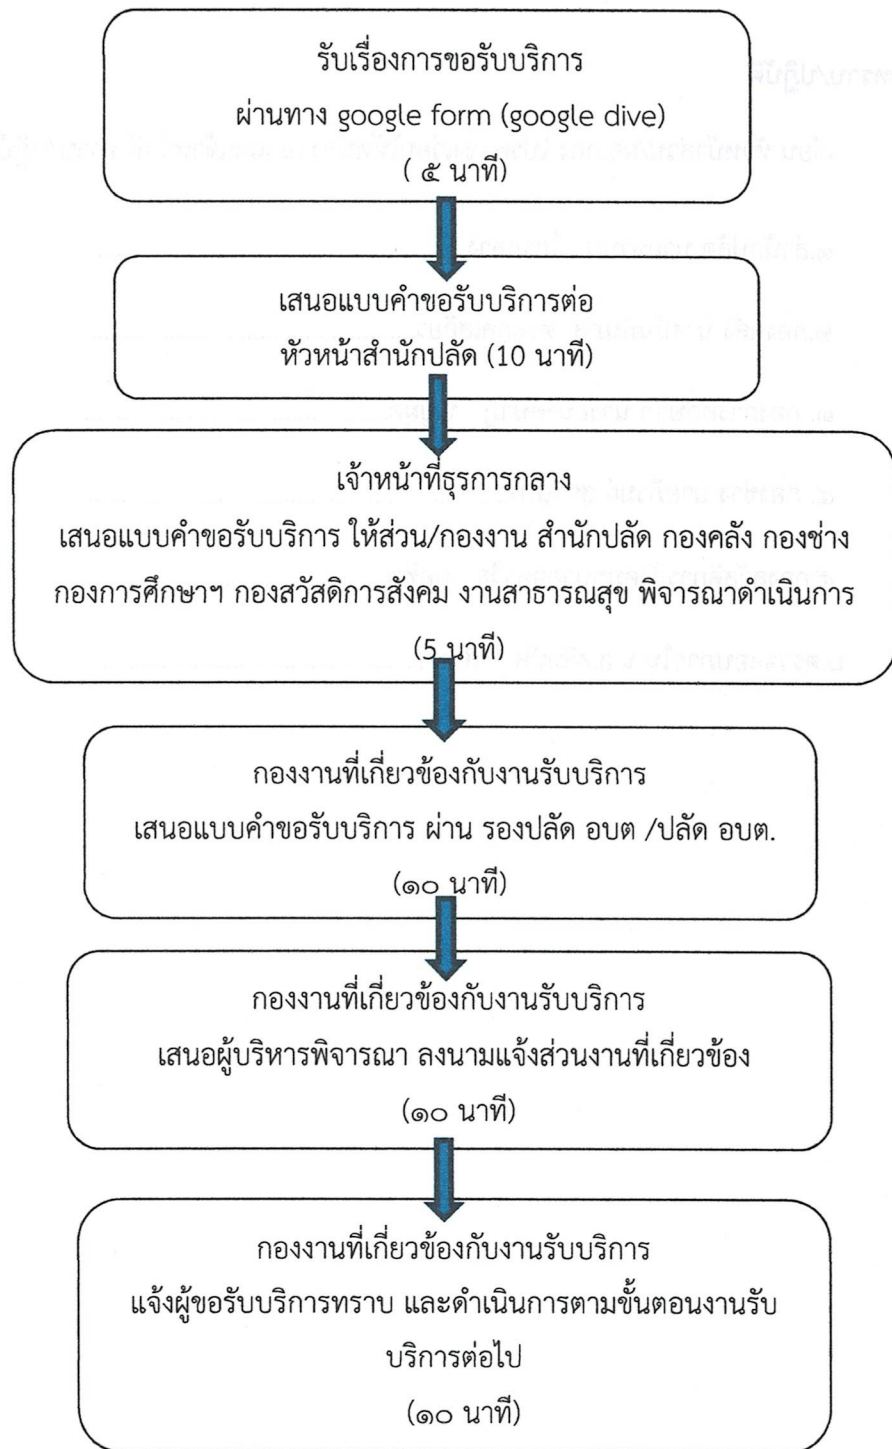 รับเรื่องการขอรับบริการ
ผ่านทาง google form (google dive)
( ๕ นาที)
เสนอแบบคำขอรับบริการต่อ
หัวหน้าสำนักปลัด (10 นาที)
เจ้าหน้าที่ธุรการกลาง
เสนอแบบคำขอรับบริการ ให้ส่วน/กองงาน สำนักปลัด กองคลัง กองช่าง
กองการศึกษาฯ กองสวัสดิการสังคม งานสาธารณสุข พิจารณาดำเนินการ
(5 นาที)
กองงานที่เกี่ยวข้องกับงานรับบริการ
เสนอแบบคำขอรับบริการ ผ่าน รองปลัด อบต /ปลัด อบต.
(๑๐ นาที)
กองงานที่เกี่ยวข้องกับงานรับบริการ
เสนอผู้บริหารพิจารณา ลงนามแจ้งส่วนงานที่เกี่ยวข้อง
(๑๐ นาที)
กองงานที่เกี่ยวข้องกับงานรับบริการ
แจ้งผู้ขอรับบริการทราบ และดำเนินการตามขั้นตอนงานรับ
บริการต่อไป
(๑๐ นาที)